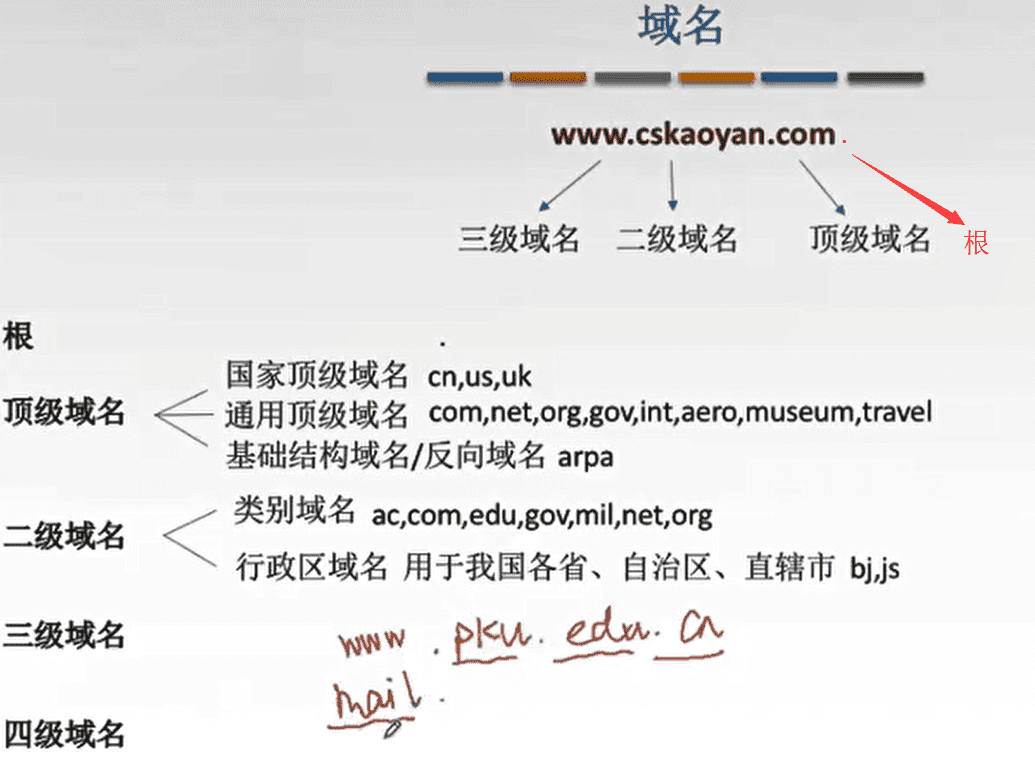 域名
www.cskaoyan.com .
三级域名 二级域名 顶级域名 根
根 .
国家顶级域名 cn,us,uk
顶级域名 通用顶级域名 com,net,org,gov,int,aero,museum,travel
基础结构域名/反向域名 arpa
类别域名 ac,com,edu,gov,mil,net,org
二级域名
行政区域名 用于我国各省、自治区、直辖市 bj,js
三级域名 www.pku.edu.cn
mail.
四级域名